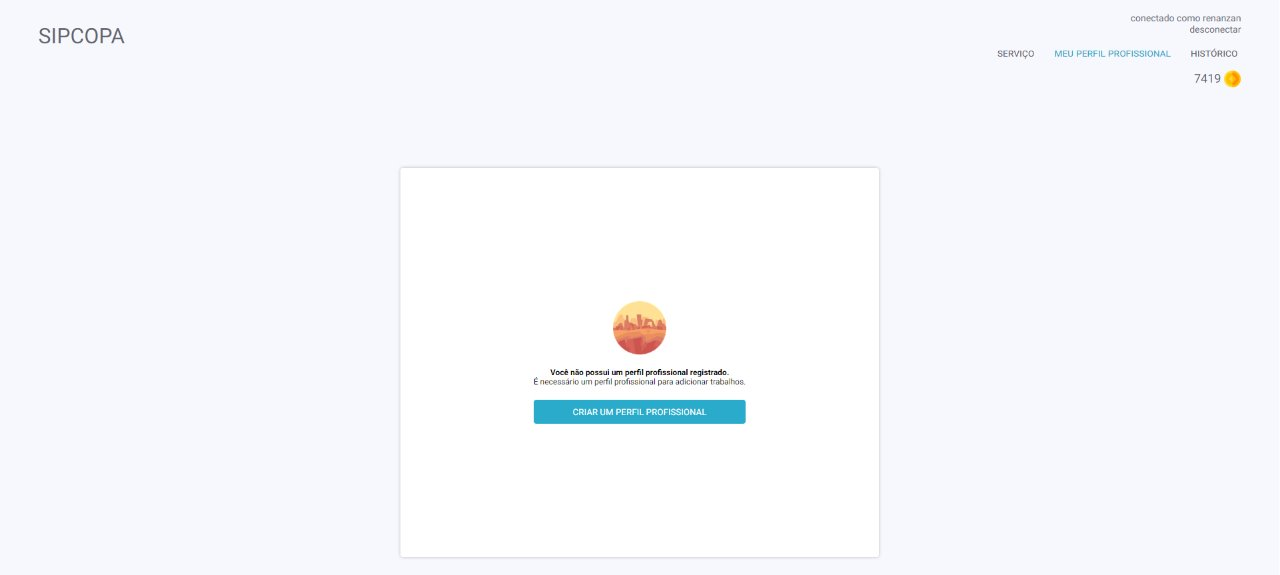 SIPCOPA
conectado como renanzan
desconectar
SERVIÇO MEU PERFIL PROFISSIONAL HISTÓRICO
7419
Você não possui um perfil profissional registrado.
É necessário um perfil profissional para adicionar trabalhos.
CRIAR UM PERFIL PROFISSIONAL